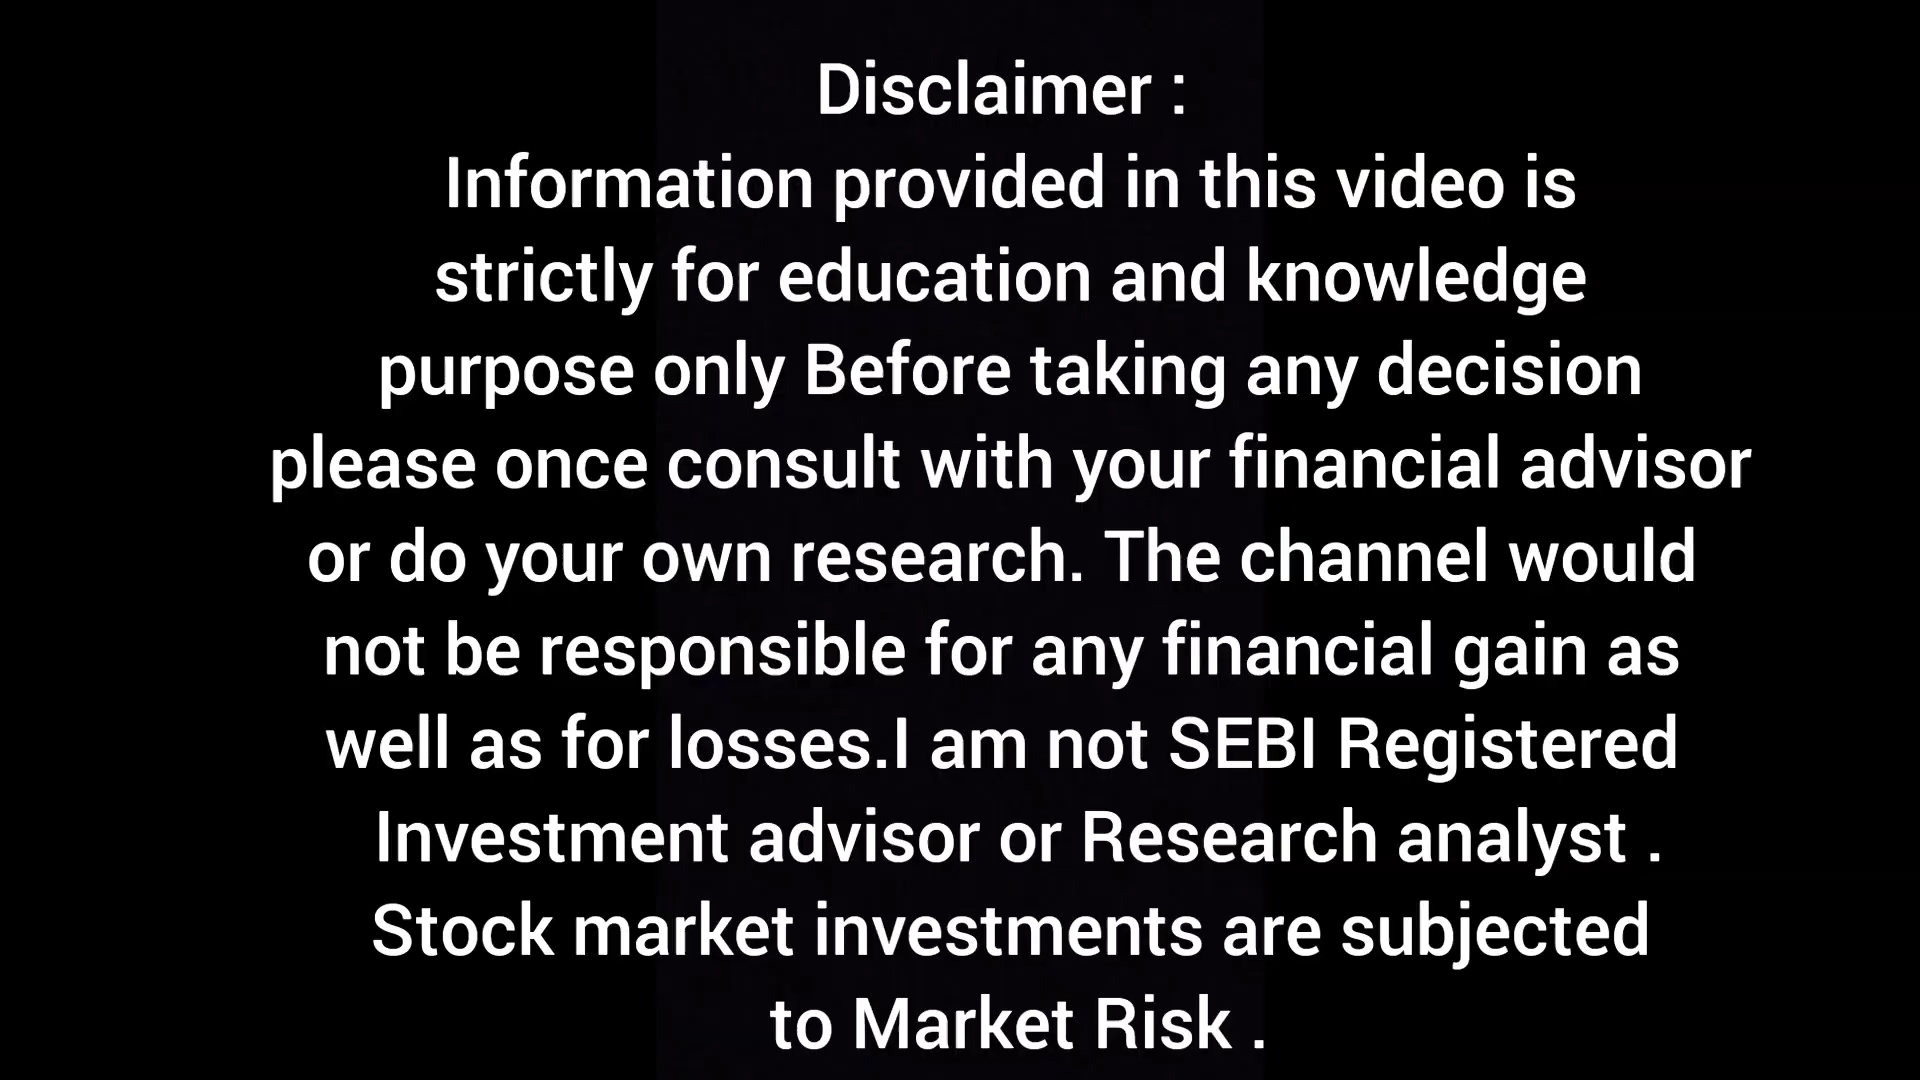 Disclaimer :
Information provided in this video is
strictly for education and knowledge
purpose only Before taking any decision
please once consult with your financial advisor
or do your own research. The channel would
not be responsible for any financial gain as
well as for losses.I am not SEBI Registered
Investment advisor or Research analyst .
Stock market investments are subjected
to Market Risk .